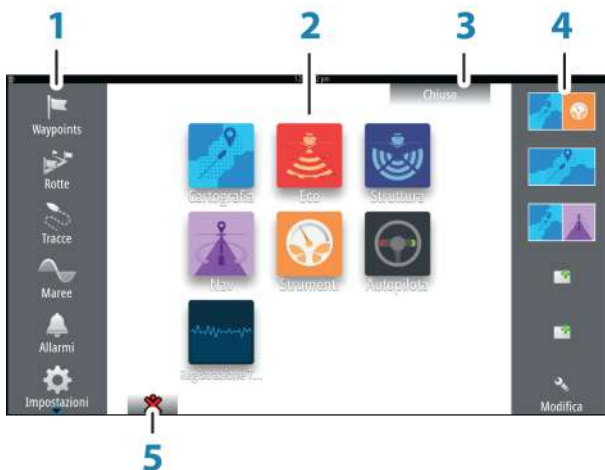 1
2
3
4
Chiuso
Waypoints
Rotte
Tracce
Maree
Allarmi
Impostazioni
Cartografia
Eco
Struttura
Nav
Strumenti
Autopilota
Modifica
5